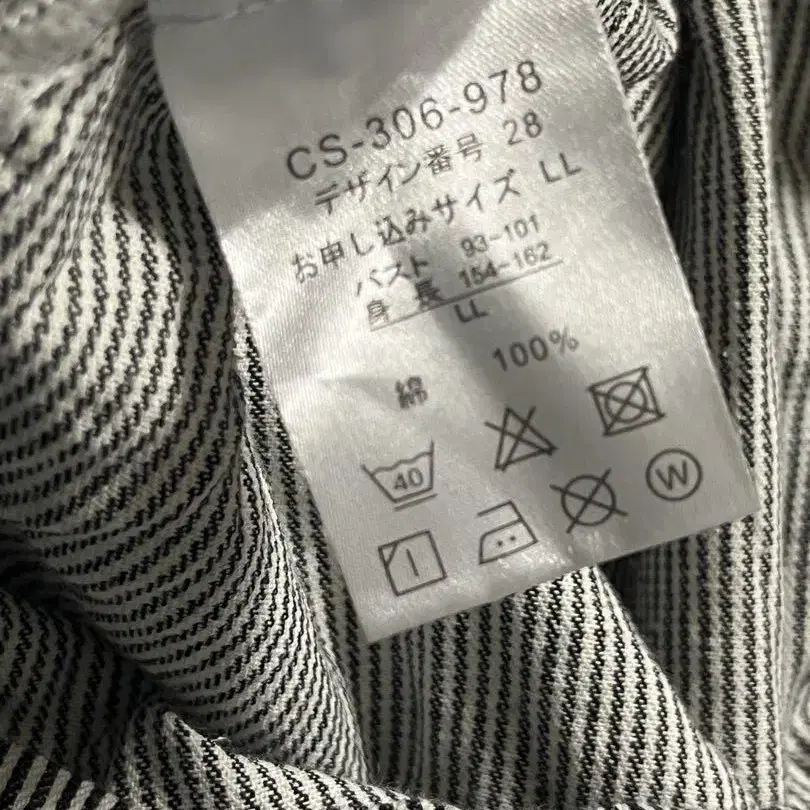 CS-306-978
デザイン番号 28
お申し込みサイズ LL
バスト 93~101
身長 154~162
LL
綿 100%
40
W